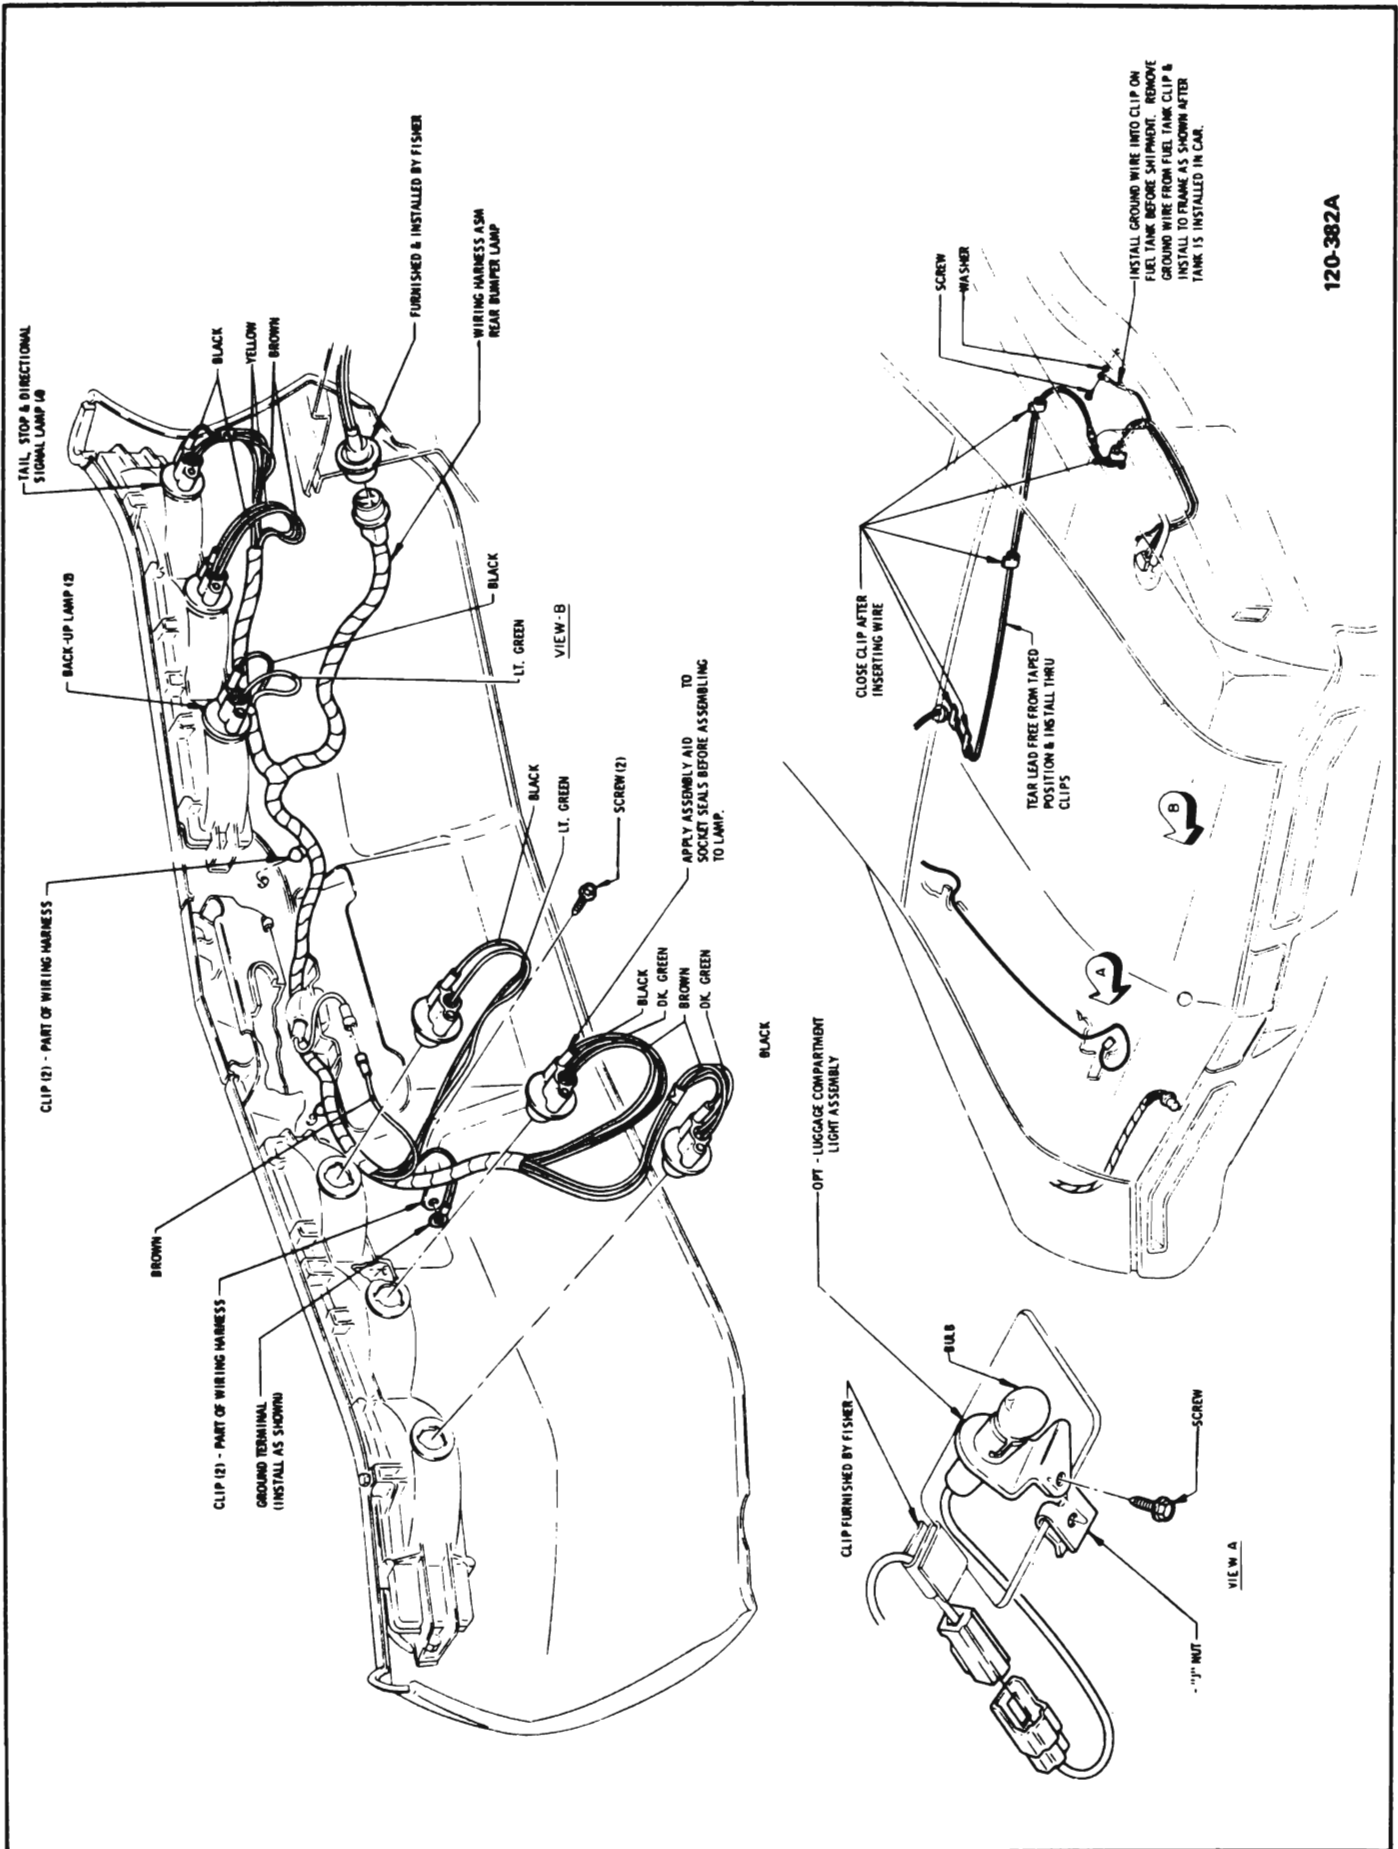 TAIL, STOP & DIRECTIONAL
SIGNAL LAMP (4)
BLACK
YELLOW
BROWN
FURNISHED & INSTALLED BY FISHER
WIRING HARNESS ASM
REAR BUMPER LAMP
BACK-UP LAMP (2)
BLACK
LT. GREEN
VIEW-B
CLIP (2) - PART OF WIRING HARNESS
BLACK
LT. GREEN
SCREW (2)
APPLY ASSEMBLY AID TO
SOCKET SEALS BEFORE ASSEMBLING
TO LAMP.
BLACK
DK. GREEN
BROWN
DK. GREEN
BLACK
BROWN
CLIP (2) - PART OF WIRING HARNESS
GROUND TERMINAL
(INSTALL AS SHOWN)
SCREW
WASHER
INSTALL GROUND WIRE INTO CLIP ON
FUEL TANK BEFORE SHIPMENT. REMOVE
GROUND WIRE FROM FUEL TANK CLIP &
INSTALL TO FRAME AS SHOWN AFTER
TANK IS INSTALLED IN CAR.
CLOSE CLIP AFTER
INSERTING WIRE
TEAR LEAD FREE FROM TAPED
POSITION & INSTALL THRU
CLIPS
B
A
OPT - LUGGAGE COMPARTMENT
LIGHT ASSEMBLY
BULB
CLIP FURNISHED BY FISHER
SCREW
"J" NUT
VIEW A
120-382A